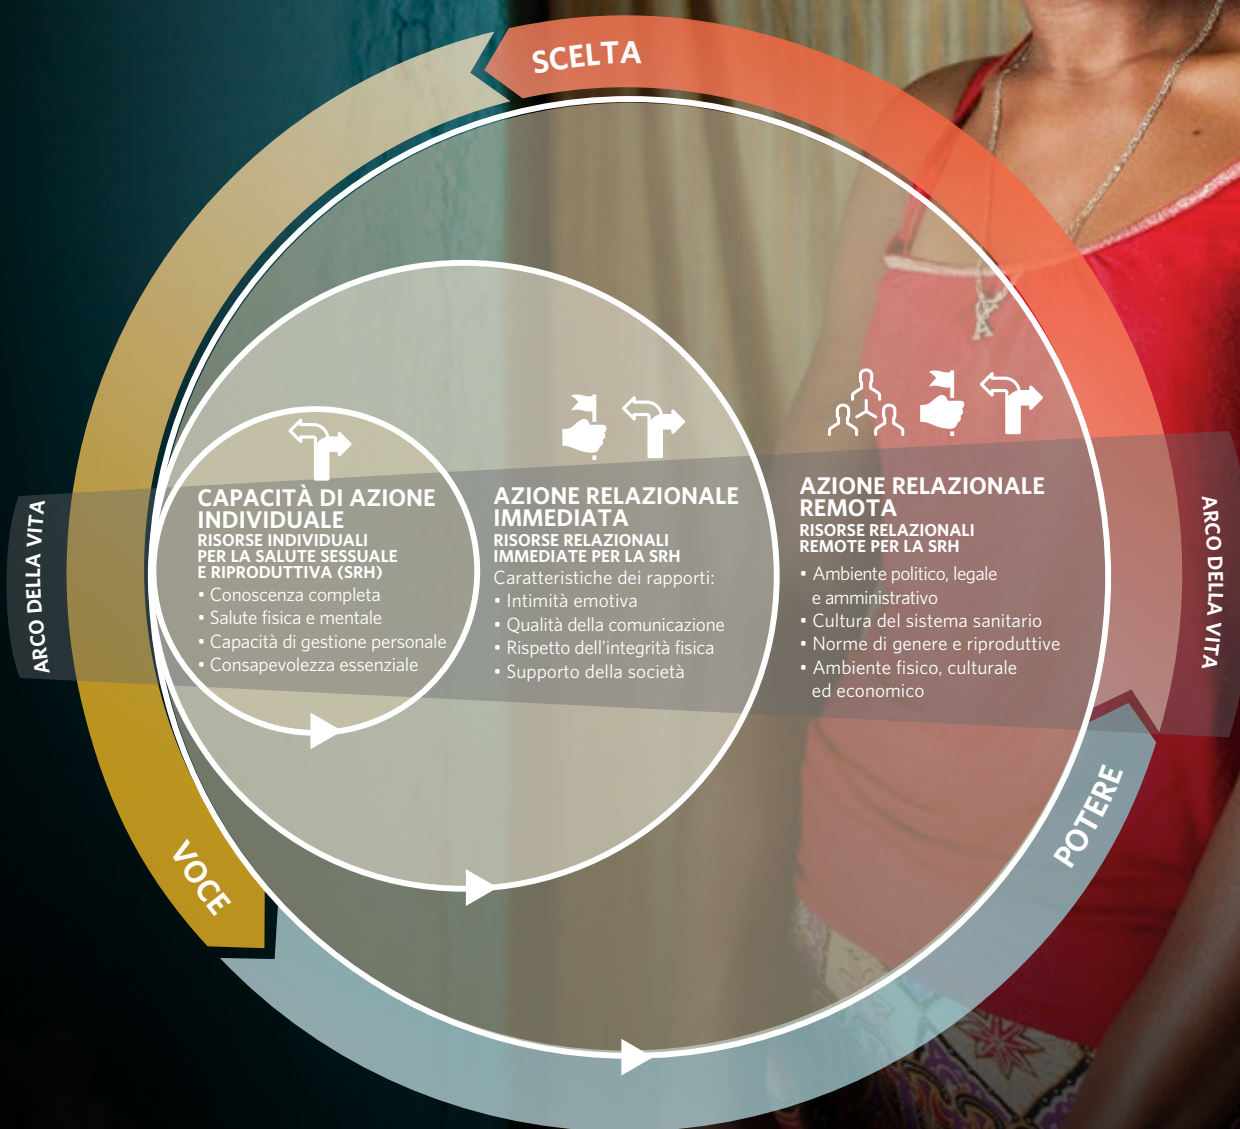 SCELTA
CAPACITÀ DI AZIONE
INDIVIDUALE
RISORSE INDIVIDUALI
PER LA SALUTE SESSUALE
E RIPRODUTTIVA (SRH)
• Conoscenza completa
• Salute fisica e mentale
• Capacità di gestione personale
• Consapevolezza essenziale
AZIONE RELAZIONALE
IMMEDIATA
RISORSE RELAZIONALI
IMMEDIATE PER LA SRH
Caratteristiche dei rapporti:
• Intimità emotiva
• Qualità della comunicazione
• Rispetto dell'integrità fisica
• Supporto della società
AZIONE RELAZIONALE
REMOTA
RISORSE RELAZIONALI
REMOTE PER LA SRH
• Ambiente politico, legale
e amministrativo
• Cultura del sistema sanitario
• Norme di genere e riproduttive
• Ambiente fisico, culturale
ed economico
ARCO DELLA VITA
ARCO DELLA VITA
VOCE
POTERE